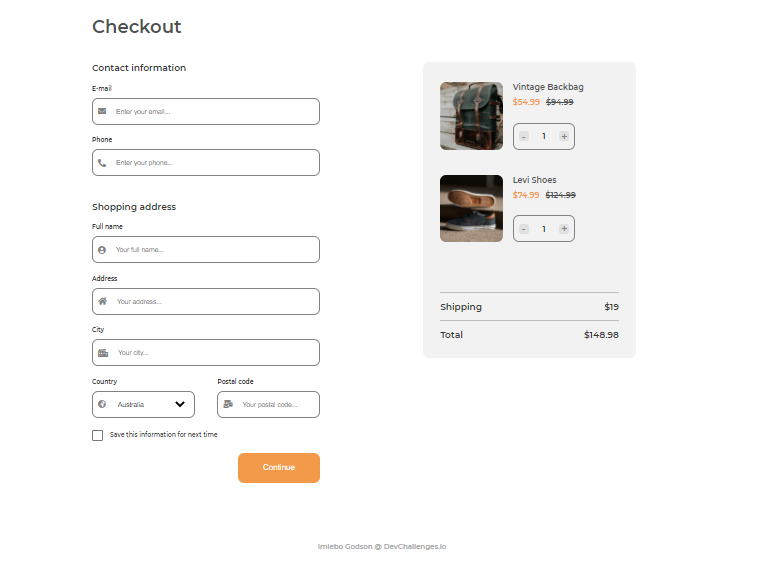 Checkout
Contact information
E-mail
Enter your email...
Phone
Enter your phone...
Shopping address
Full name
Your full name...
Address
Your address...
City
Your city...
Country
Postal code
Australia
Your postal code...
Save this information for next time
Continue
Vintage Backbag
$54.99 $94.99
- 1 +
Levi Shoes
$74.99 $124.99
- 1 +
Shipping $19
Total $148.98
Imiebo Godson @ DevChallenges.io